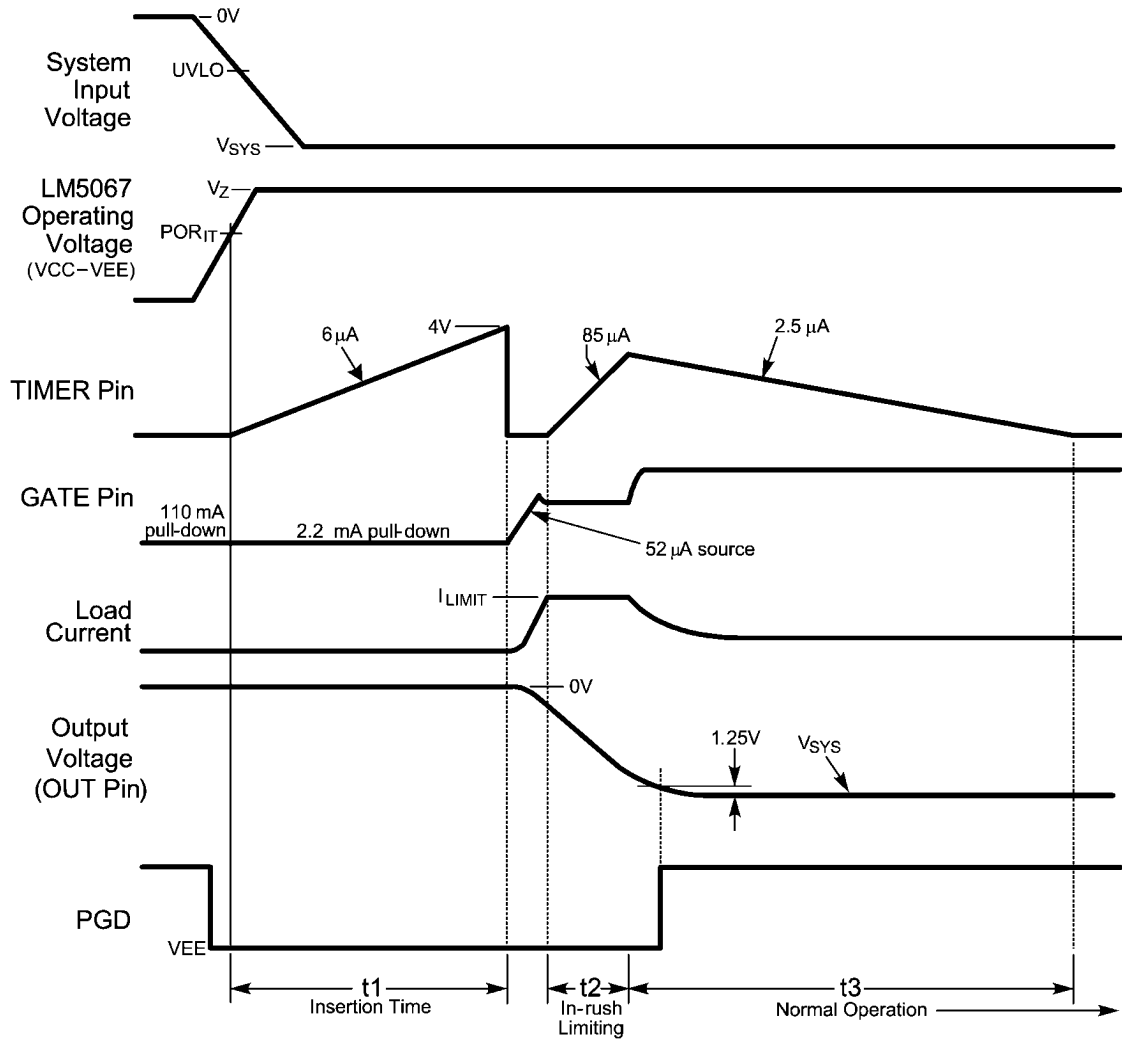 0V
System
Input
Voltage
UVLO
VSYS
LM5067
Operating
Voltage
(VCC–VEE)
VZ
PORIT
TIMER Pin
6 µA
4V
85 µA
2.5 µA
GATE Pin
110 mA
pull-down
2.2 mA pull-down
52 µA source
Load
Current
I LIMIT
0V
Output
Voltage
(OUT Pin)
1.25V
VSYS
PGD
VEE
t1
Insertion Time
t2
In-rush
Limiting
t3
Normal Operation